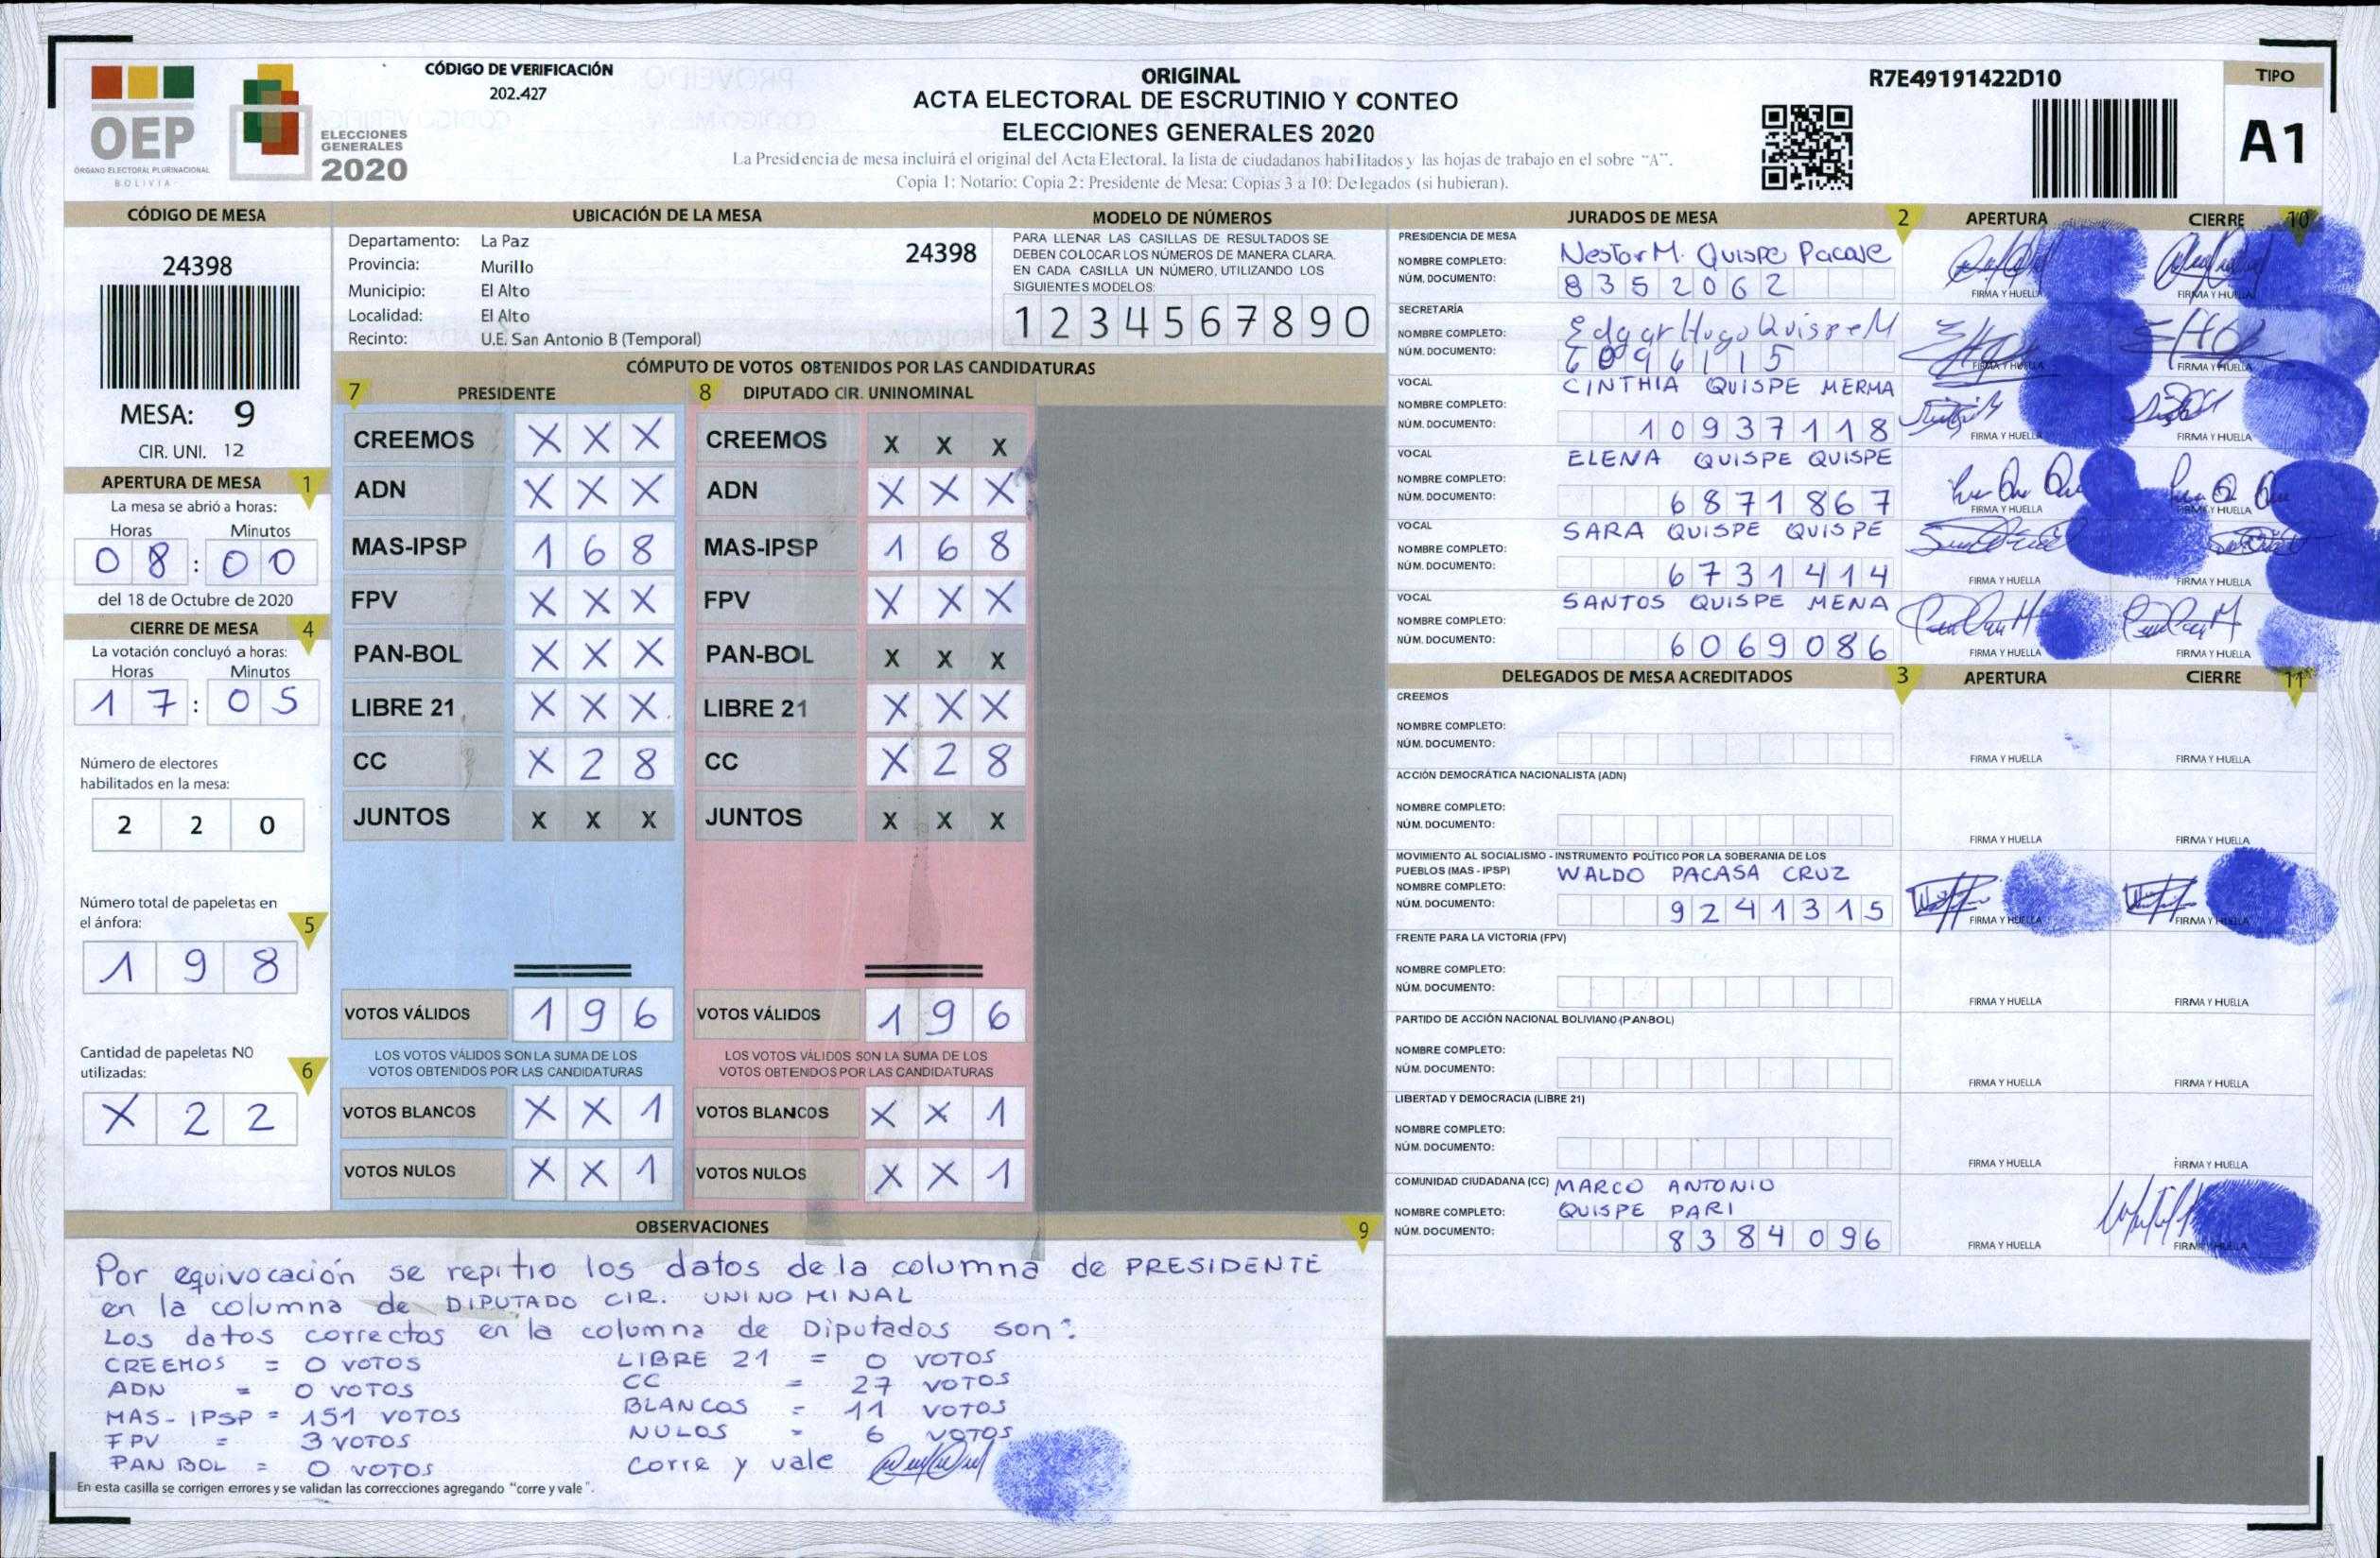 CÓDIGO DE VERIFICACIÓN
202.427
OEP
ÓRGANO ELECTORAL PLURINACIONAL
BOLIVIA
ELECCIONES
GENERALES
2020
ORIGINAL
ACTA ELECTORAL DE ESCRUTINIO Y CONTEO
ELECCIONES GENERALES 2020
La Presidencia de mesa incluirá el original del Acta Electoral, la lista de ciudadanos habilitados y las hojas de trabajo en el sobre "A".
Copia 1: Notario: Copia 2: Presidente de Mesa: Copias 3 a 10: Delegados (si hubieran).
R7E49191422D10
TIPO
A1
CÓDIGO DE MESA
24398
MESA: 9
CIR. UNI. 12
APERTURA DE MESA 1
La mesa se abrió a horas:
Horas Minutos
08:00
del 18 de Octubre de 2020
CIERRE DE MESA 4
La votación concluyó a horas:
Horas Minutos
17:05
Número de electores
habilitados en la mesa:
2 2 0
Número total de papeletas en
el ánfora: 5
1 9 8
Cantidad de papeletas NO
utilizadas: 6
X 2 2
UBICACIÓN DE LA MESA
Departamento: La Paz 24398
Provincia: Murillo
Municipio: El Alto
Localidad: El Alto
Recinto: U.E. San Antonio B (Temporal)
MODELO DE NÚMEROS
PARA LLENAR LAS CASILLAS DE RESULTADOS SE
DEBEN COLOCAR LOS NÚMEROS DE MANERA CLARA.
EN CADA CASILLA UN NÚMERO, UTILIZANDO LOS
SIGUIENTES MODELOS:
1 2 3 4 5 6 7 8 9 0
CÓMPUTO DE VOTOS OBTENIDOS POR LAS CANDIDATURAS
7 PRESIDENTE 8 DIPUTADO CIR. UNINOMINAL
CREEMOS X X X CREEMOS X X X
ADN X X X ADN X X X
MAS-IPSP 1 6 8 MAS-IPSP 1 6 8
FPV X X X FPV X X X
PAN-BOL X X X PAN-BOL X X X
LIBRE 21 X X X LIBRE 21 X X X
CC X 2 8 CC X 2 8
JUNTOS X X X JUNTOS X X X
VOTOS VÁLIDOS 1 9 6 VOTOS VÁLIDOS 1 9 6
LOS VOTOS VÁLIDOS SON LA SUMA DE LOS LOS VOTOS VÁLIDOS SON LA SUMA DE LOS
VOTOS OBTENIDOS POR LAS CANDIDATURAS VOTOS OBTENIDOS POR LAS CANDIDATURAS
VOTOS BLANCOS X X 1 VOTOS BLANCOS X X 1
VOTOS NULOS X X 1 VOTOS NULOS X X 1
OBSERVACIONES 9
Por equivocación se repitio los datos de la columna de PRESIDENTE
en la columna de DIPUTADO CIR. UNINOMINAL
Los datos correctos en la columna de Diputados son:
CREEMOS = 0 VOTOS LIBRE 21 = 0 VOTOS
ADN = 0 VOTOS CC = 27 VOTOS
MAS-IPSP = 151 VOTOS BLANCOS = 11 VOTOS
FPV = 3 VOTOS NULOS = 6 VOTOS
PAN BOL = 0 VOTOS Corre y vale
En esta casilla se corrigen errores y se validan las correcciones agregando "corre y vale".
JURADOS DE MESA 2 APERTURA CIERRE 10
PRESIDENCIA DE MESA
NOMBRE COMPLETO: Nestor M. Quispe Pacase
NÚM. DOCUMENTO: 8352062
FIRMA Y HUELLA FIRMA Y HUELLA
SECRETARÍA
NOMBRE COMPLETO: Edgar Hugo Quispe M
NÚM. DOCUMENTO: 6096115
FIRMA Y HUELLA FIRMA Y HUELLA
VOCAL
NOMBRE COMPLETO: CINTHIA QUISPE MERMA
NÚM. DOCUMENTO: 10937118
FIRMA Y HUELLA FIRMA Y HUELLA
VOCAL
NOMBRE COMPLETO: ELENA QUISPE QUISPE
NÚM. DOCUMENTO: 6871867
FIRMA Y HUELLA FIRMA Y HUELLA
VOCAL
NOMBRE COMPLETO: SARA QUISPE QUISPE
NÚM. DOCUMENTO: 6731414
FIRMA Y HUELLA FIRMA Y HUELLA
VOCAL
NOMBRE COMPLETO: SANTOS QUISPE MENA
NÚM. DOCUMENTO: 6069086
FIRMA Y HUELLA FIRMA Y HUELLA
DELEGADOS DE MESA ACREDITADOS 3 APERTURA CIERRE 11
CREEMOS
NOMBRE COMPLETO:
NÚM. DOCUMENTO:
FIRMA Y HUELLA FIRMA Y HUELLA
ACCIÓN DEMOCRÁTICA NACIONALISTA (ADN)
NOMBRE COMPLETO:
NÚM. DOCUMENTO:
FIRMA Y HUELLA FIRMA Y HUELLA
MOVIMIENTO AL SOCIALISMO - INSTRUMENTO POLÍTICO POR LA SOBERANIA DE LOS
PUEBLOS (MAS - IPSP) WALDO PACASA CRUZ
NOMBRE COMPLETO:
NÚM. DOCUMENTO: 9241315
FIRMA Y HUELLA FIRMA Y HUELLA
FRENTE PARA LA VICTORIA (FPV)
NOMBRE COMPLETO:
NÚM. DOCUMENTO:
FIRMA Y HUELLA FIRMA Y HUELLA
PARTIDO DE ACCIÓN NACIONAL BOLIVIANO (PAN-BOL)
NOMBRE COMPLETO:
NÚM. DOCUMENTO:
FIRMA Y HUELLA FIRMA Y HUELLA
LIBERTAD Y DEMOCRACIA (LIBRE 21)
NOMBRE COMPLETO:
NÚM. DOCUMENTO:
FIRMA Y HUELLA FIRMA Y HUELLA
COMUNIDAD CIUDADANA (CC) MARCO ANTONIO
NOMBRE COMPLETO: QUISPE PARI
NÚM. DOCUMENTO: 8384096
FIRMA Y HUELLA FIRMA Y HUELLA